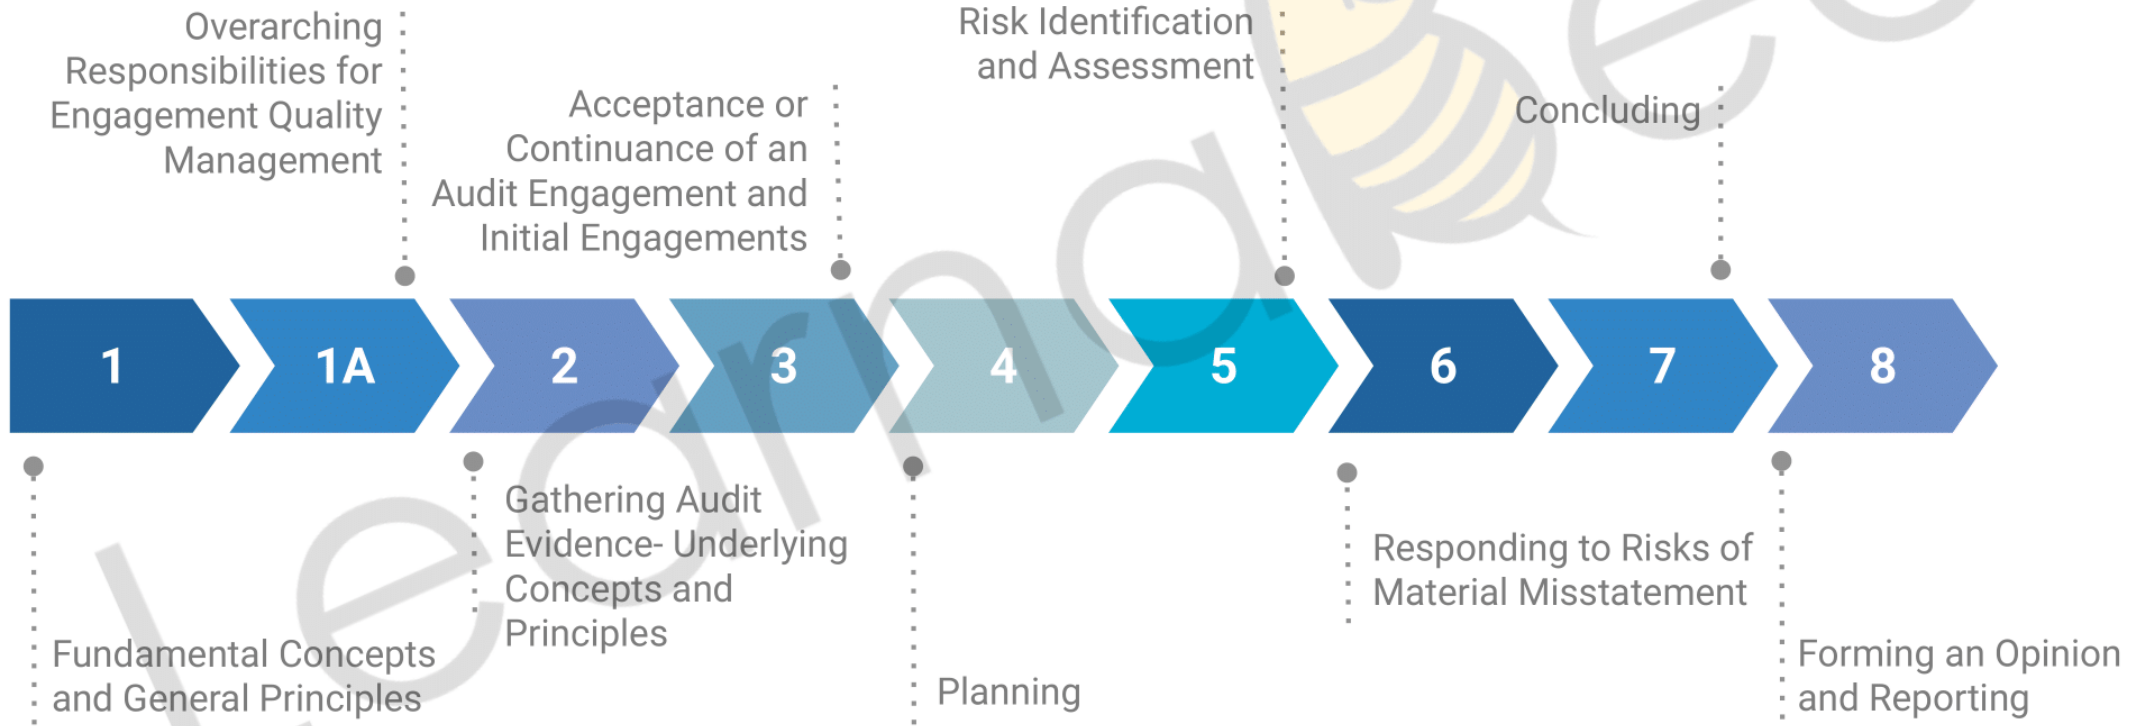 Overarching
Responsibilities for
Engagement Quality
Management
Acceptance or
Continuance of an
Audit Engagement and
Initial Engagements
Risk Identification
and Assessment
Concluding
1
1A
2
3
4
5
6
7
8
Fundamental Concepts
and General Principles
Gathering Audit
Evidence- Underlying
Concepts and
Principles
Planning
Responding to Risks of
Material Misstatement
Forming an Opinion
and Reporting